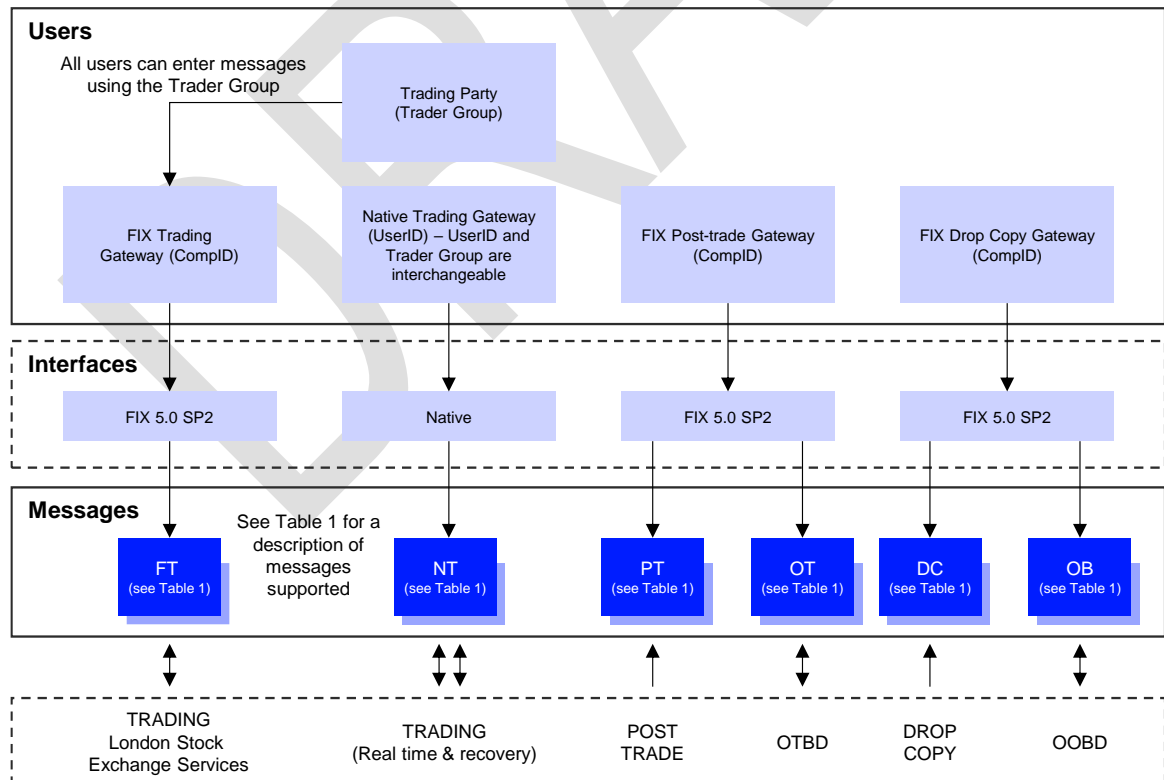 Users
All users can enter messages
using the Trader Group
Trading Party
(Trader Group)
FIX Trading
Gateway (CompID)
Native Trading Gateway
(UserID) – UserID and
Trader Group are
interchangeable
FIX Post-trade Gateway
(CompID)
FIX Drop Copy Gateway
(CompID)
Interfaces
FIX 5.0 SP2
Native
FIX 5.0 SP2
FIX 5.0 SP2
Messages
See Table 1 for a
description of
messages
supported
FT
(see Table 1)
NT
(see Table 1)
PT
(see Table 1)
OT
(see Table 1)
DC
(see Table 1)
OB
(see Table 1)
TRADING
London Stock
Exchange Services
TRADING
(Real time & recovery)
POST
TRADE
OTBD
DROP
COPY
OOBD